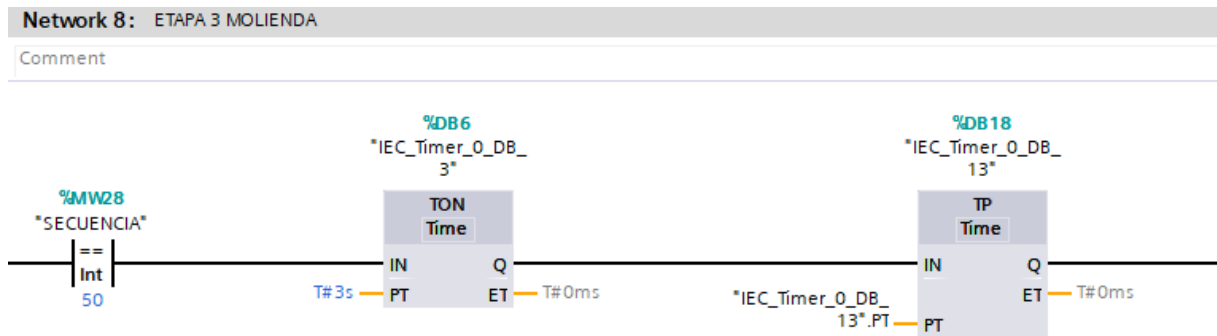 Network 8: ETAPA 3 MOLIENDA
Comment
%DB6
"IEC_Timer_0_DB_
3"
%DB18
"IEC_Timer_0_DB_
13"
%MW28
"SECUENCIA"
==
Int
50
TON
Time
IN
Q
T#3s
PT
ET
T#0ms
TP
Time
IN
Q
"IEC_Timer_0_DB_
13".PT
PT
ET
T#0ms